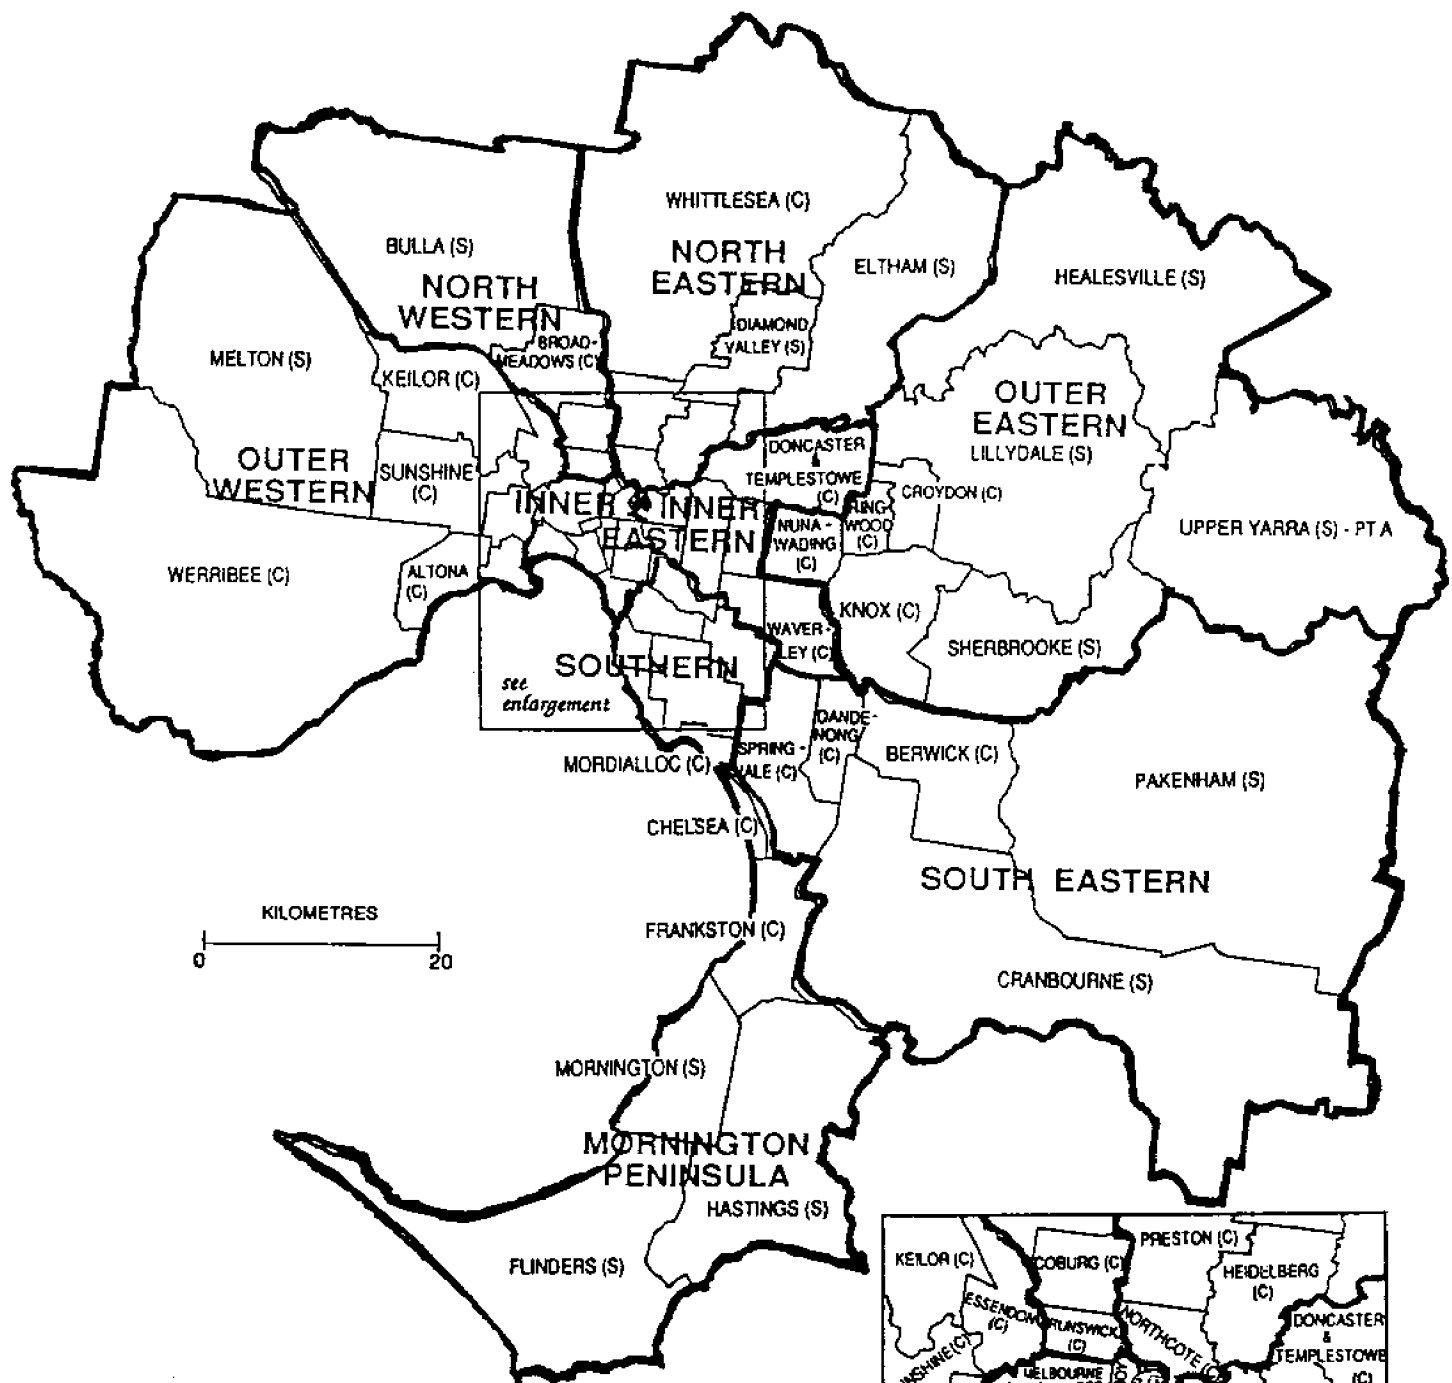 WHITTLESEA (C)
BULLA (S)
NORTH
EASTERN
ELTHAM (S)
HEALESVILLE (S)
NORTH
WESTERN
DIAMOND
VALLEY (S)
BROAD-
MEADOWS (C)
MELTON (S)
KEILOR (C)
OUTER
EASTERN
LILLYDALE (S)
DONCASTER
&
TEMPLESTOWE
(C)
OUTER
WESTERN
SUNSHINE
(C)
CROYDON (C)
INNER
INNER
EASTERN
RING-
WOOD
(C)
NUNA-
WADING
(C)
UPPER YARRA (S) - PT A
WERRIBEE (C)
ALTONA
(C)
KNOX (C)
WAVER-
LEY (C)
SHERBROOKE (S)
SOUTHERN
see
enlargement
DANDE-
NONG
(C)
SPRING-
VALE (C)
BERWICK (C)
MORDIALLOC (C)
PAKENHAM (S)
CHELSEA (C)
SOUTH EASTERN
KILOMETRES
0 20
FRANKSTON (C)
CRANBOURNE (S)
MORNINGTON (S)
MORNINGTON
PENINSULA
HASTINGS (S)
FLINDERS (S)
PRESTON (C)
KEILOR (C)
COBURG (C)
HEIDELBERG
(C)
ESSENDON
(C)
BRUNSWICK
(C)
NORTHCOTE (C)
DONCASTER
&
TEMPLESTOWE
(C)
SUNSHINE (C)
MELBOURNE